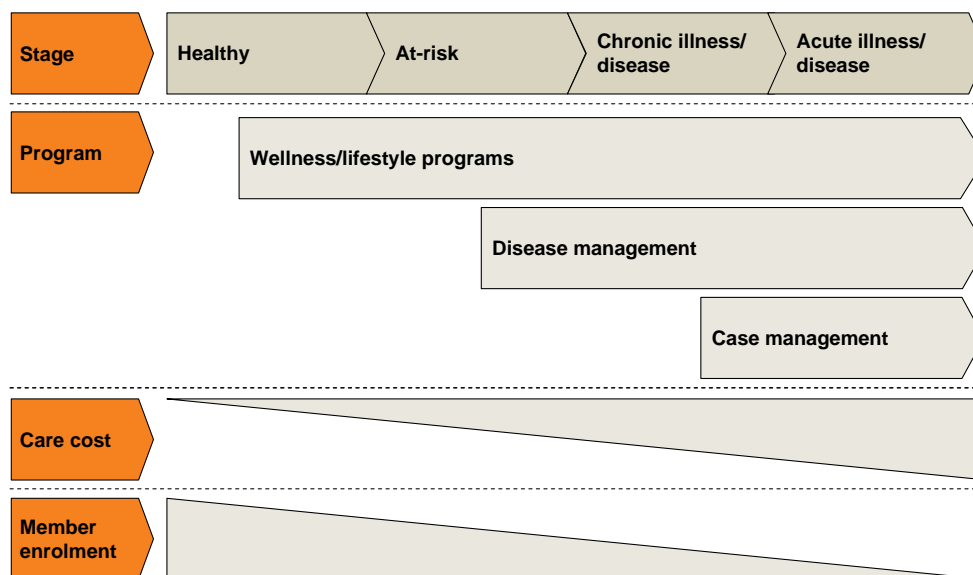 Stage
Healthy
At-risk
Chronic illness/
disease
Acute illness/
disease
Program
Wellness/lifestyle programs
Disease management
Case management
Care cost
Member
enrolment